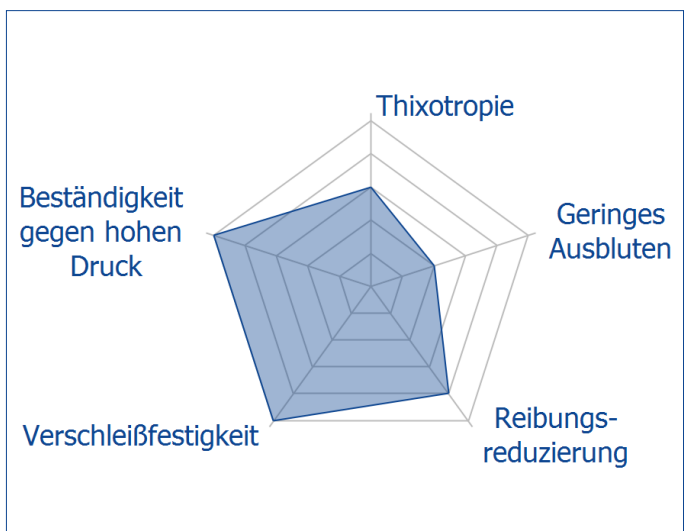 Thixotropie
Geringes
Ausbluten
Reibungs-
reduzierung
Verschleißfestigkeit
Beständigkeit
gegen hohen
Druck